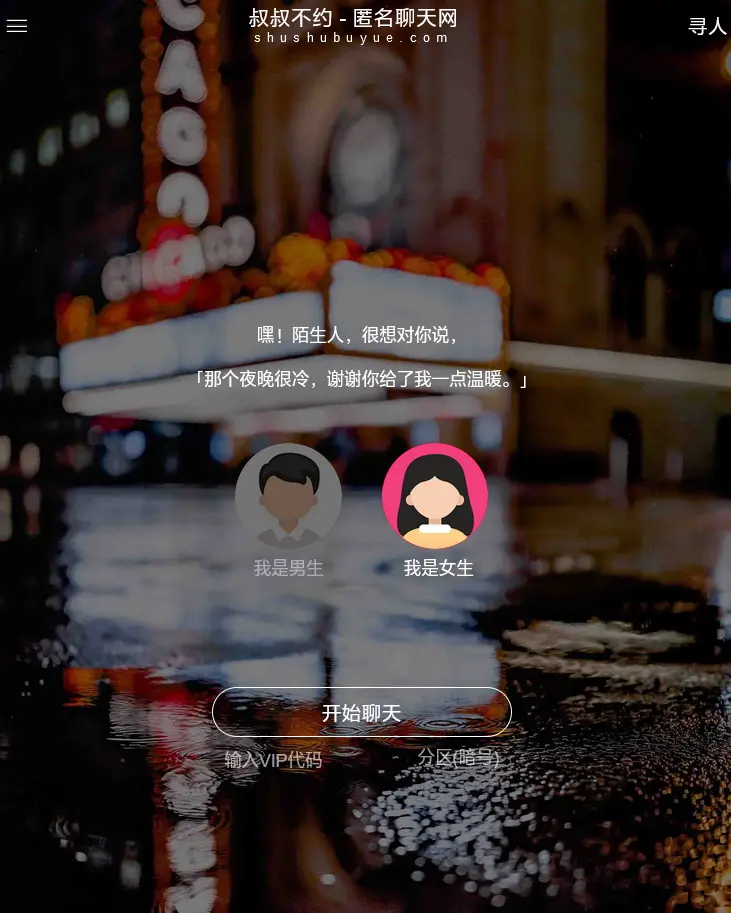 叔叔不约 - 匿名聊天网
shushubuyue.com
寻人
嘿！陌生人，很想对你说，
「那个夜晚很冷，谢谢你给了我一点温暖。」
我是男生
我是女生
开始聊天
输入VIP代码
分区(暗号)